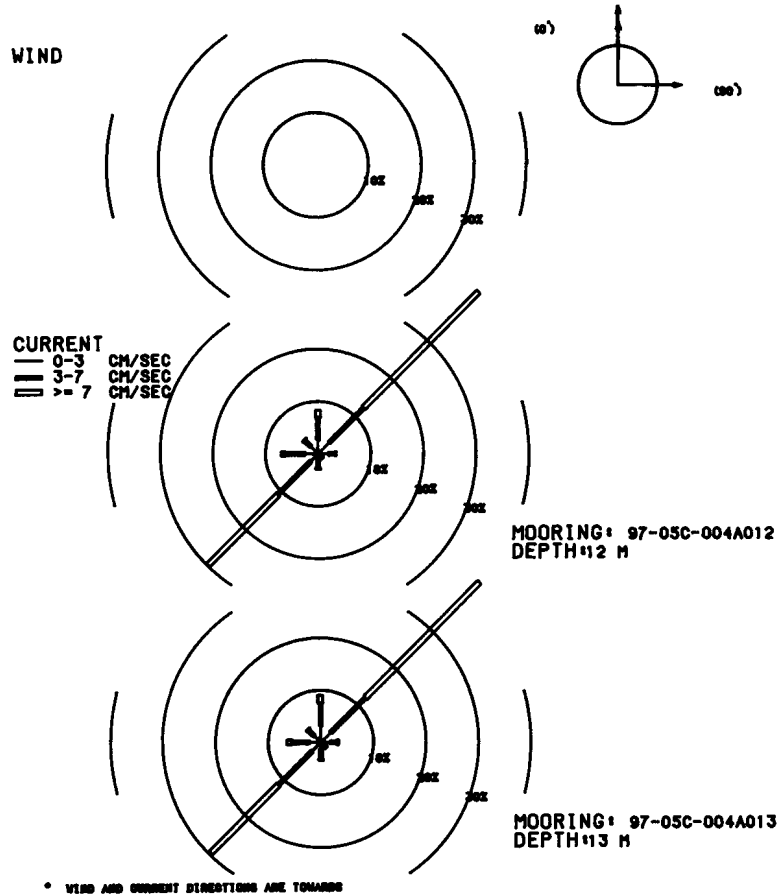 (0°)
WIND
(90°)
10%
20%
30%
CURRENT
0-3 CM/SEC
3-7 CM/SEC
>= 7 CM/SEC
10%
20%
30%
MOORING: 97-05C-004A012
DEPTH:12 M
10%
20%
30%
MOORING: 97-05C-004A013
DEPTH:13 M
* WIND AND CURRENT DIRECTIONS ARE TOWARDS